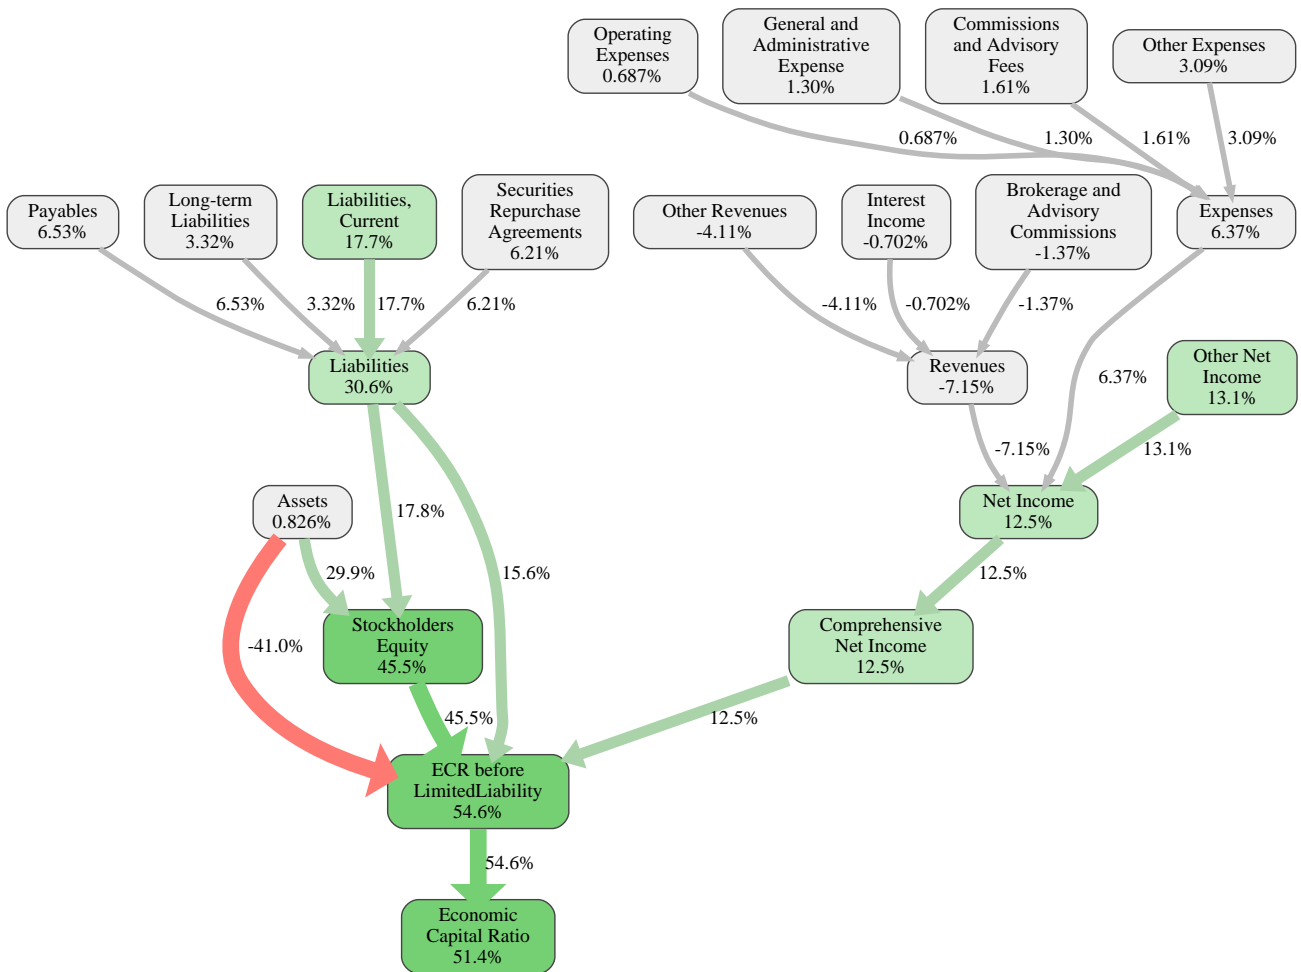 Operating
Expenses
0.687%
General and
Administrative
Expense
1.30%
Commissions
and Advisory
Fees
1.61%
Other Expenses
3.09%
0.687%
1.30%
1.61%
3.09%
Payables
6.53%
Long-term
Liabilities
3.32%
Liabilities,
Current
17.7%
Securities
Repurchase
Agreements
6.21%
Other Revenues
-4.11%
Interest
Income
-0.702%
Brokerage and
Advisory
Commissions
-1.37%
Expenses
6.37%
6.53%
3.32%
17.7%
6.21%
-4.11%
-0.702%
-1.37%
Liabilities
30.6%
Revenues
-7.15%
6.37%
Other Net
Income
13.1%
-7.15%
13.1%
Assets
0.826%
17.8%
Net Income
12.5%
29.9%
15.6%
12.5%
-41.0%
Stockholders
Equity
45.5%
Comprehensive
Net Income
12.5%
45.5%
12.5%
ECR before
LimitedLiability
54.6%
54.6%
Economic
Capital Ratio
51.4%